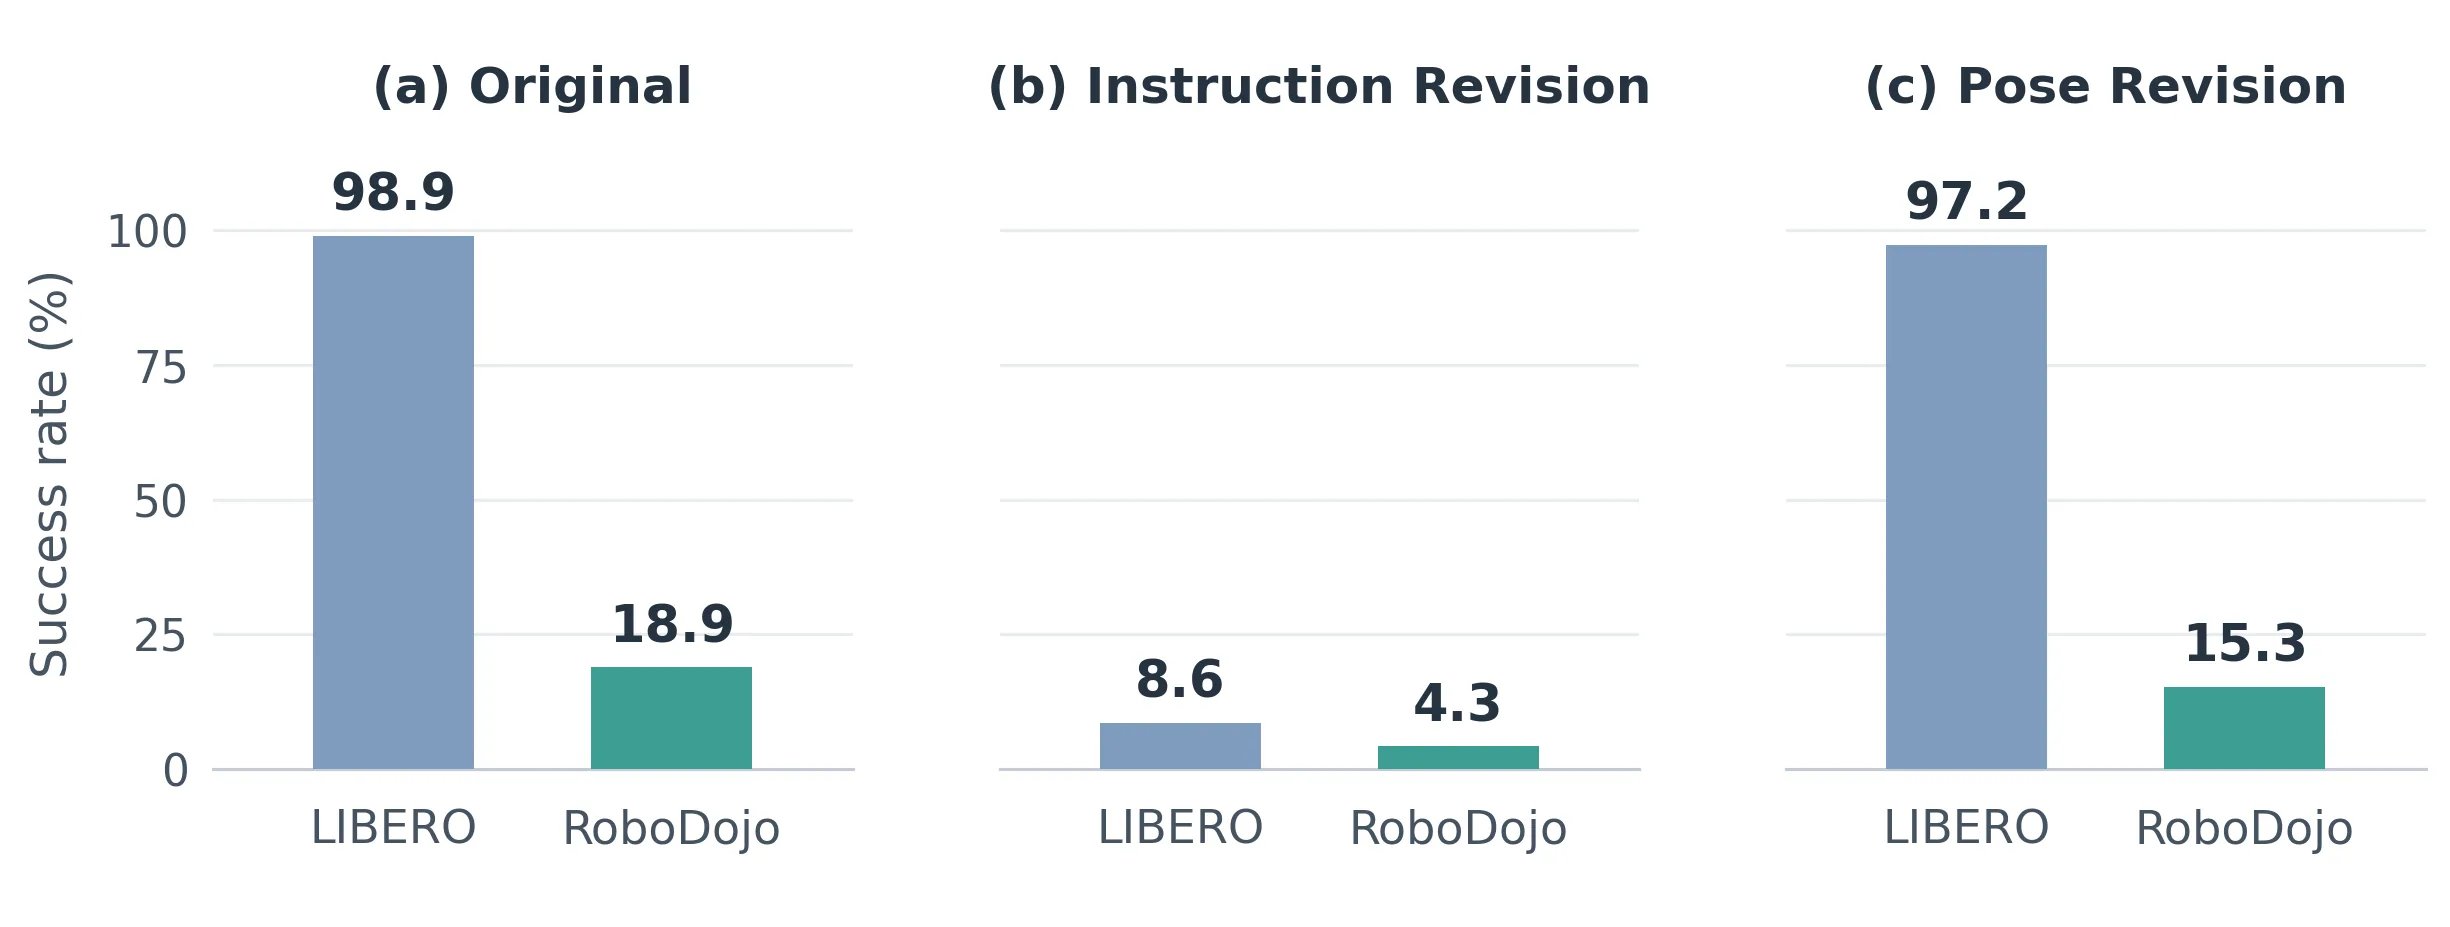 (a) Original
(b) Instruction Revision
(c) Pose Revision
Success rate (%)
100
75
50
25
0
98.9
18.9
LIBERO
RoboDojo
8.6
4.3
LIBERO
RoboDojo
97.2
15.3
LIBERO
RoboDojo